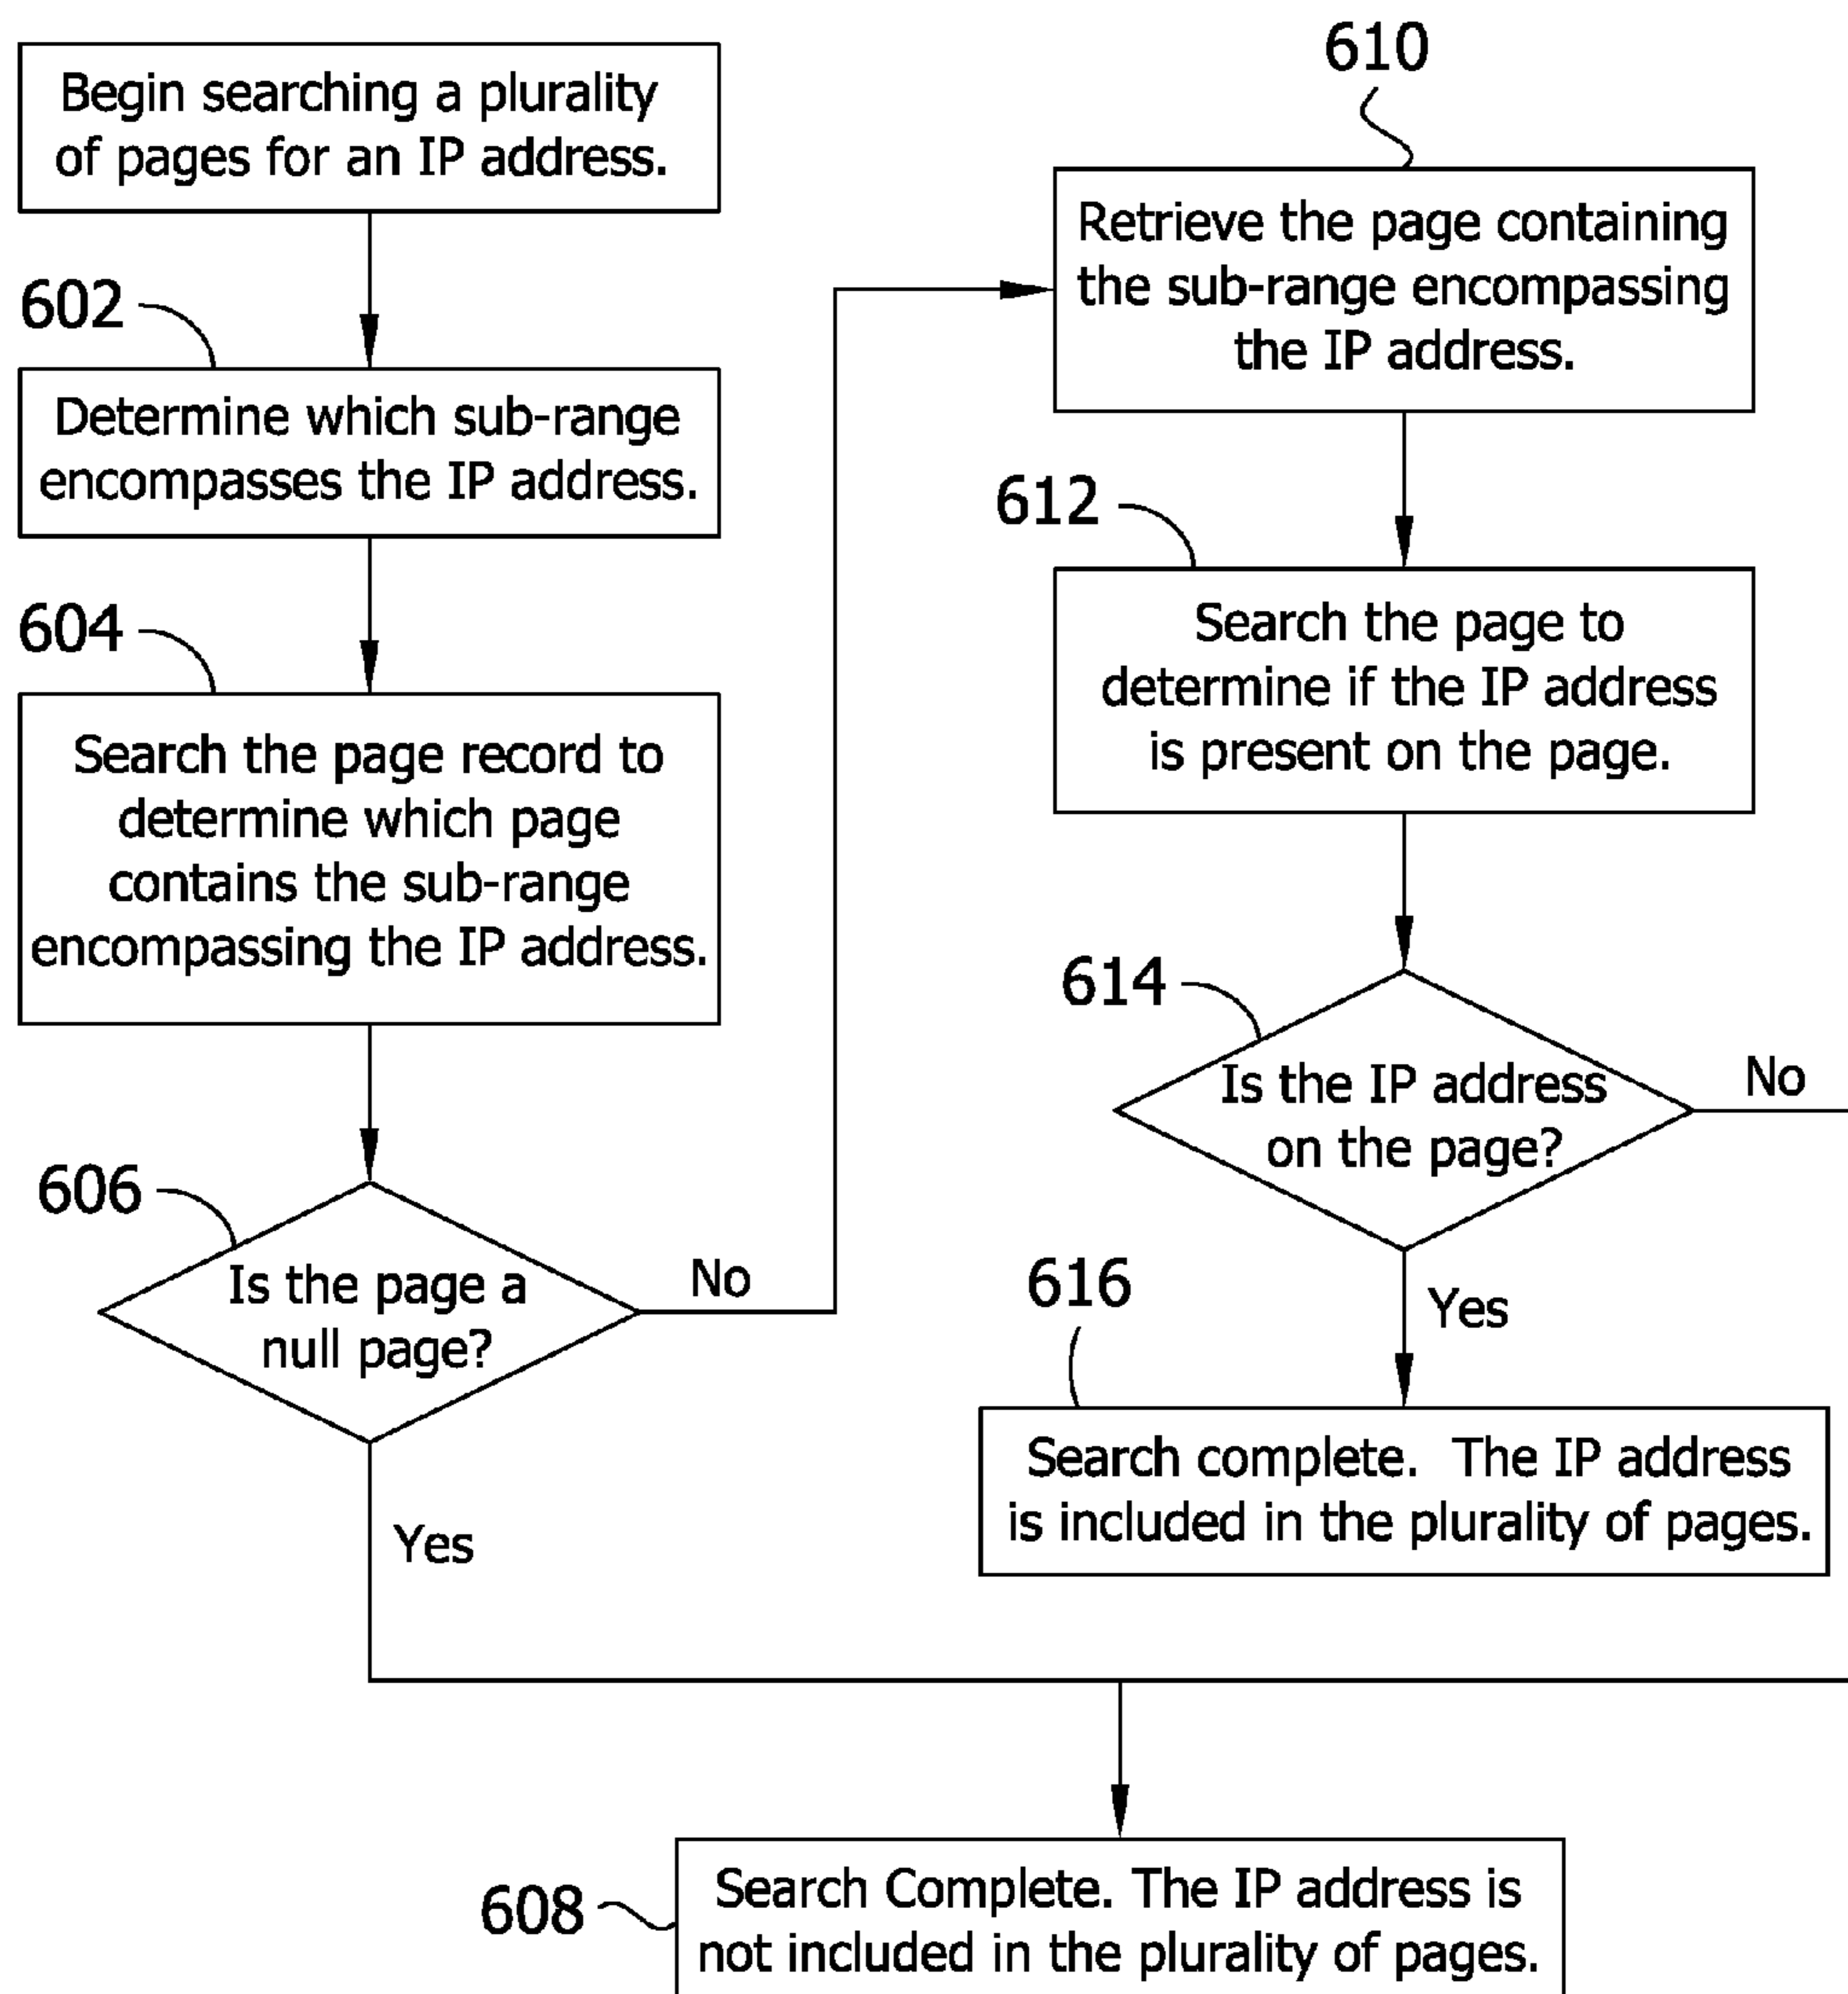 Begin searching a plurality
of pages for an IP address.
602
Determine which sub-range
encompasses the IP address.
604
Search the page record to
determine which page
contains the sub-range
encompassing the IP address.
606
Is the page a
null page?
No
Yes
610
Retrieve the page containing
the sub-range encompassing
the IP address.
612
Search the page to
determine if the IP address
is present on the page.
614
Is the IP address
on the page?
No
Yes
616
Search complete.  The IP address
is included in the plurality of pages.
608
Search Complete. The IP address is
not included in the plurality of pages.